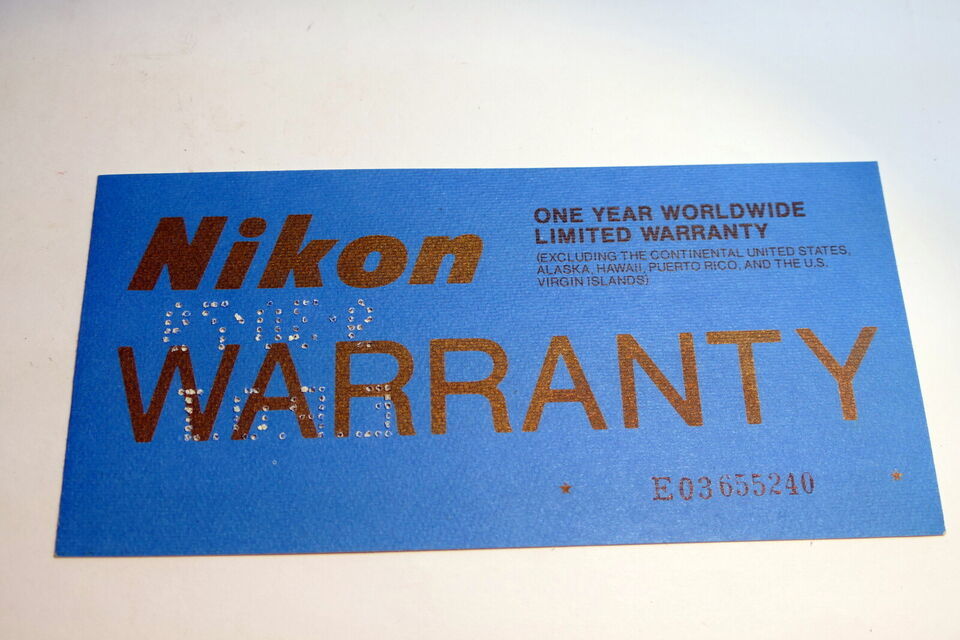 Nikon
ONE YEAR WORLDWIDE
LIMITED WARRANTY
(EXCLUDING THE CONTINENTAL UNITED STATES,
ALASKA, HAWAII, PUERTO RICO, AND THE U.S.
VIRGIN ISLANDS)
WARRANTY
E03655240